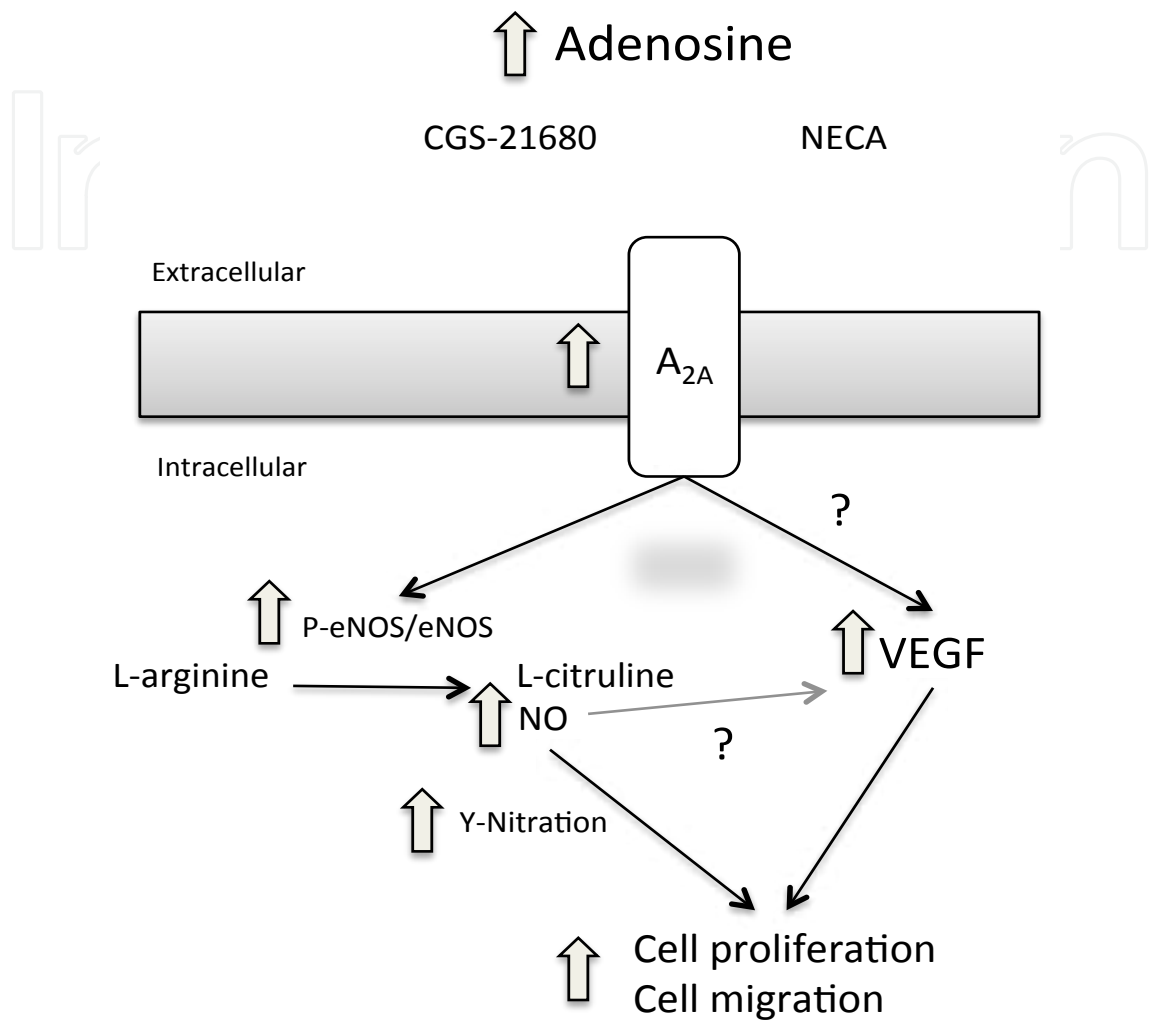 Adenosine
CGS-21680 NECA
Extracellular
A2A
Intracellular
?
P-eNOS/eNOS
VEGF
L-arginine L-citruline
NO
?
Y-Nitration
Cell proliferation
Cell migration